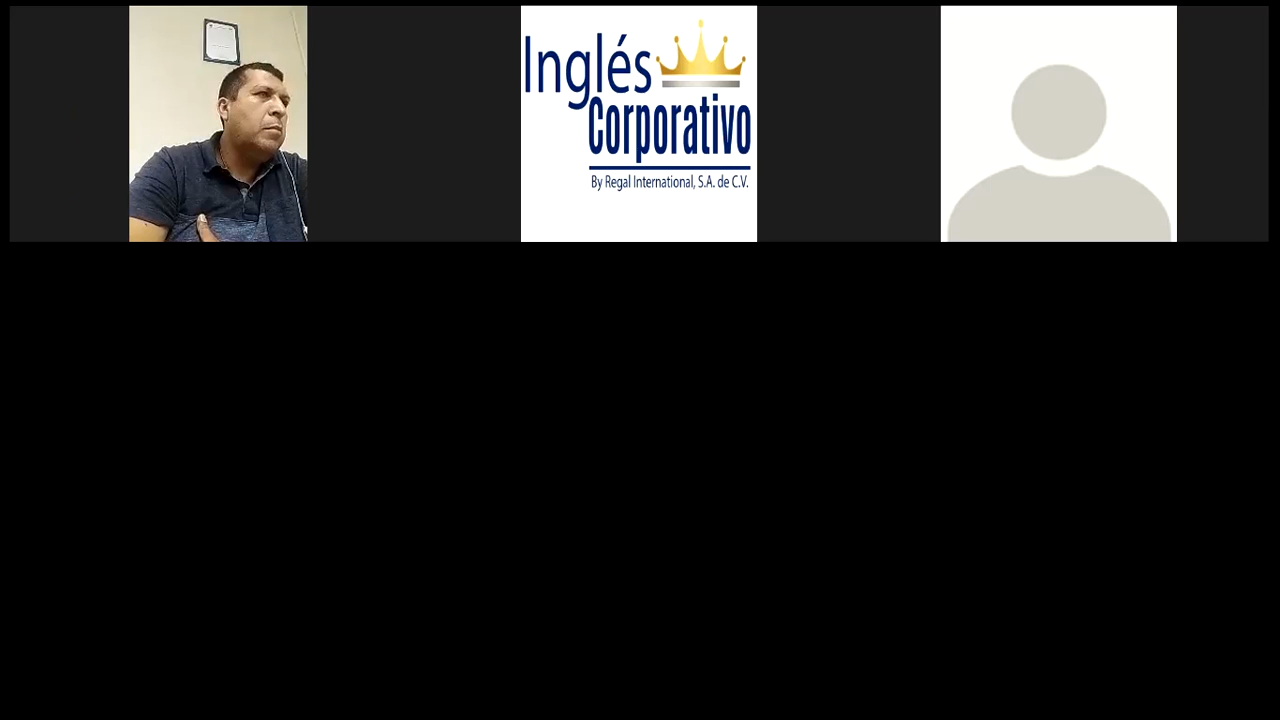 Inglés
Corporativo
By Regal International, S.A. de C.V.